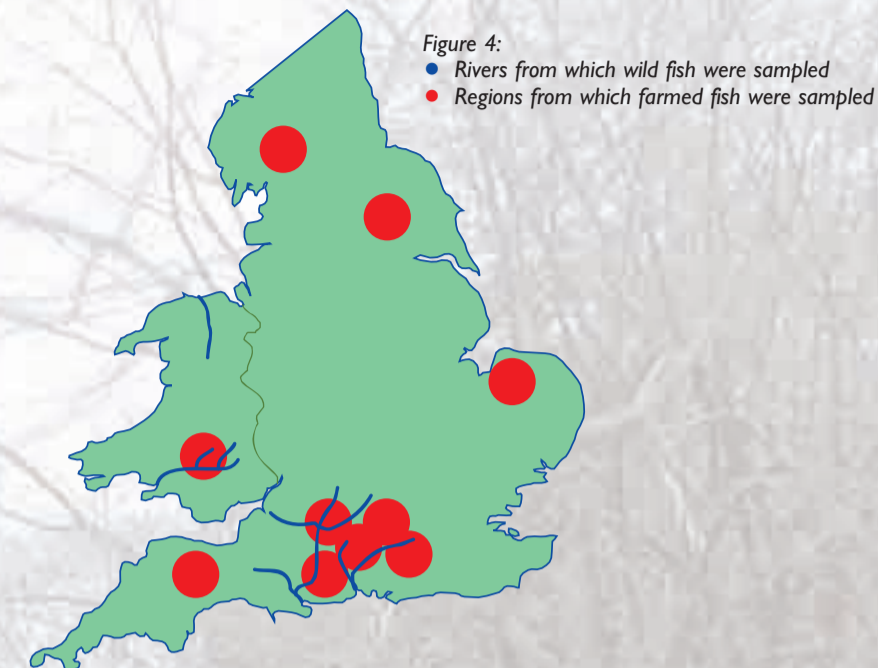 Figure 4:
Rivers from which wild fish were sampled
Regions from which farmed fish were sampled